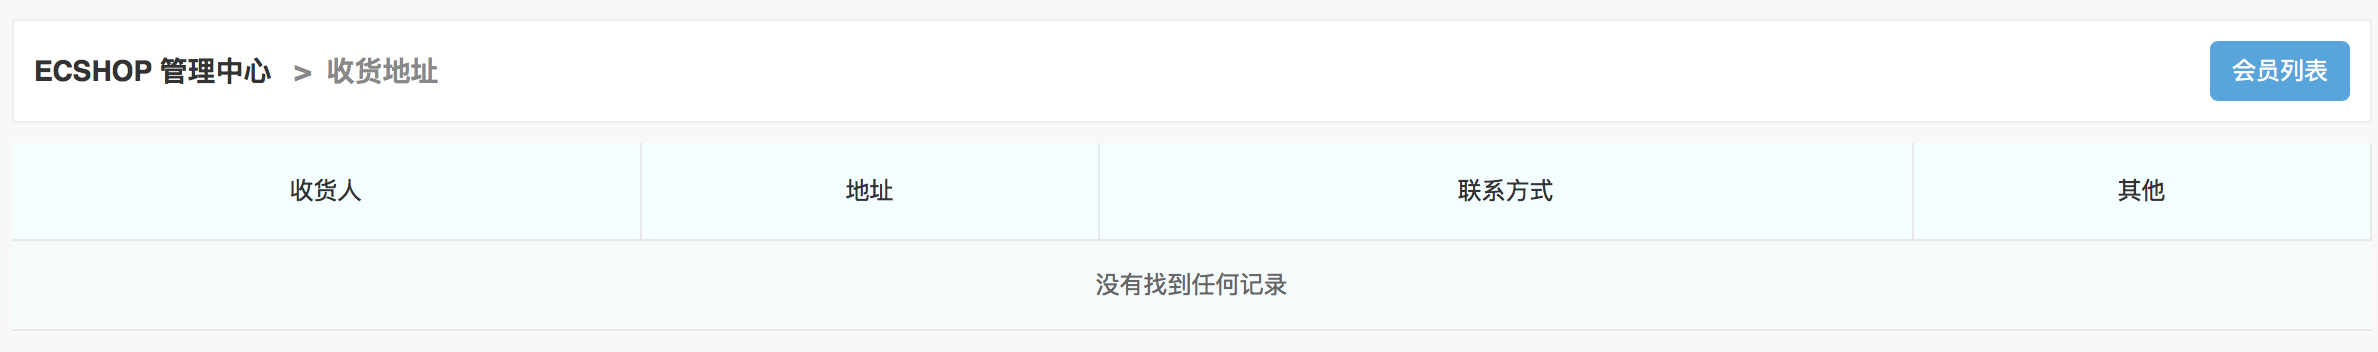 ECSHOP 管理中心 > 收货地址 会员列表
收货人 地址 联系方式 其他
没有找到任何记录